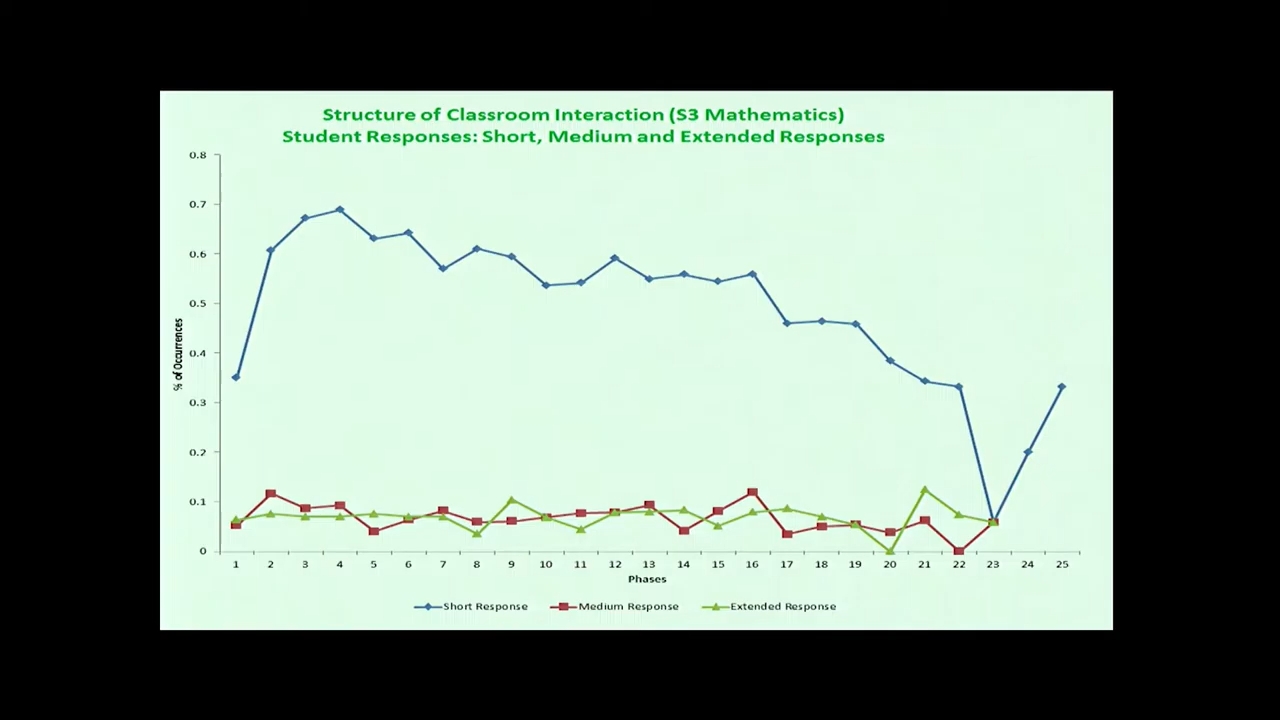 Structure of Classroom Interaction (S3 Mathematics)
Student Responses: Short, Medium and Extended Responses
0.8
0.7
0.6
0.5
0.4
0.3
0.2
0.1
0
% of Occurrences
1 2 3 4 5 6 7 8 9 10 11 12 13 14 15 16 17 18 19 20 21 22 23 24 25
Phases
Short Response Medium Response Extended Response